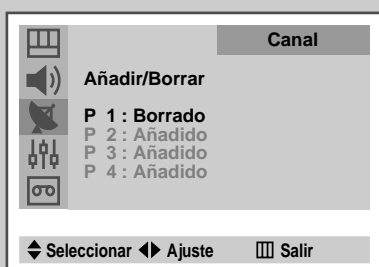 Canal
Añadir/Borrar
P 1 : Borrado
P 2 : Añadido
P 3 : Añadido
P 4 : Añadido
Seleccionar Ajuste Salir